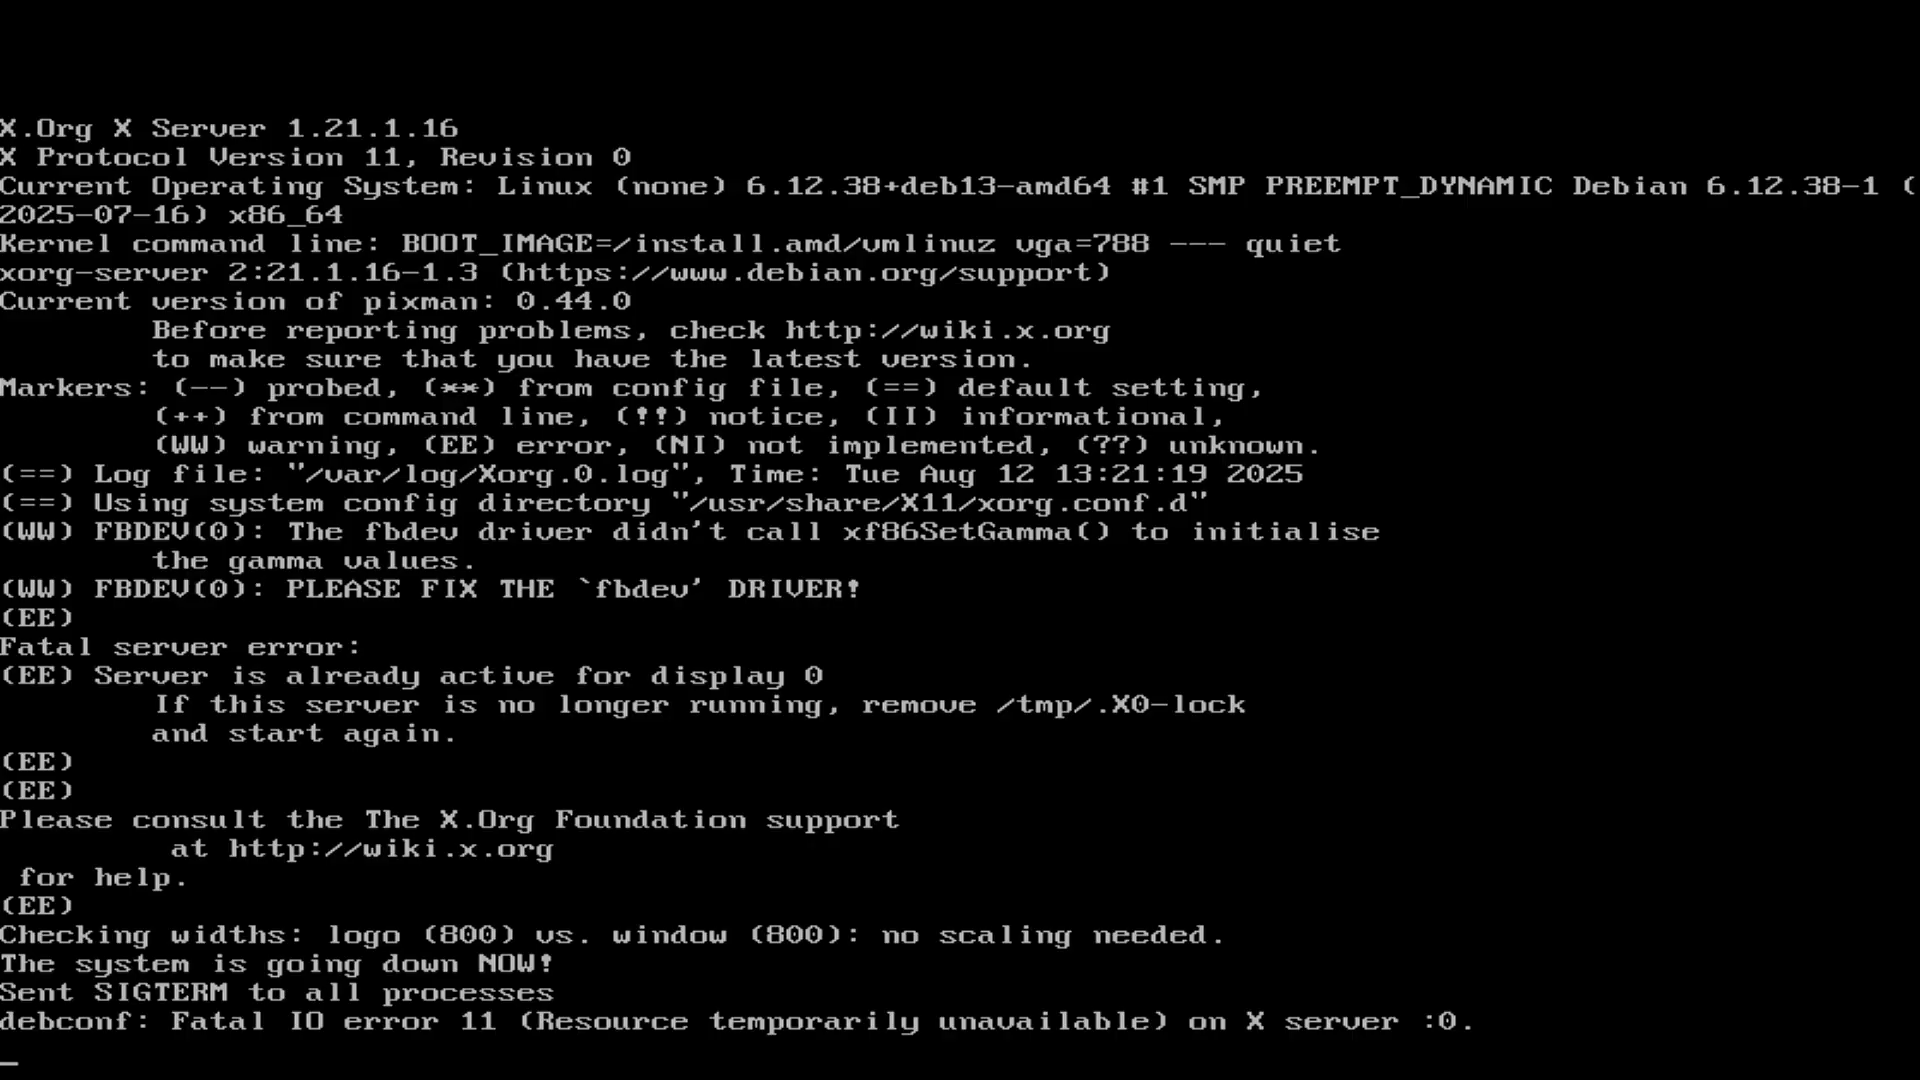 X.Org X Server 1.21.1.16
X Protocol Version 11, Revision 0
Current Operating System: Linux (none) 6.12.38+deb13-amd64 #1 SMP PREEMPT_DYNAMIC Debian 6.12.38-1 (
2025-07-16) x86_64
Kernel command line: BOOT_IMAGE=/install.amd/vmlinuz vga=788 --- quiet
xorg-server 2:21.1.16-1.3 (https://www.debian.org/support)
Current version of pixman: 0.44.0
        Before reporting problems, check http://wiki.x.org
        to make sure that you have the latest version.
Markers: (--) probed, (**) from config file, (==) default setting,
        (++) from command line, (!!) notice, (II) informational,
        (WW) warning, (EE) error, (NI) not implemented, (??) unknown.
(==) Log file: "/var/log/Xorg.0.log", Time: Tue Aug 12 13:21:19 2025
(==) Using system config directory "/usr/share/X11/xorg.conf.d"
(WW) FBDEV(0): The fbdev driver didn't call xf86SetGamma() to initialise
        the gamma values.
(WW) FBDEV(0): PLEASE FIX THE `fbdev' DRIVER!
(EE)
Fatal server error:
(EE) Server is already active for display 0
        If this server is no longer running, remove /tmp/.X0-lock
        and start again.
(EE)
(EE)
Please consult the The X.Org Foundation support
         at http://wiki.x.org
 for help.
(EE)
Checking widths: logo (800) vs. window (800): no scaling needed.
The system is going down NOW!
Sent SIGTERM to all processes
debconf: Fatal IO error 11 (Resource temporarily unavailable) on X server :0.
_